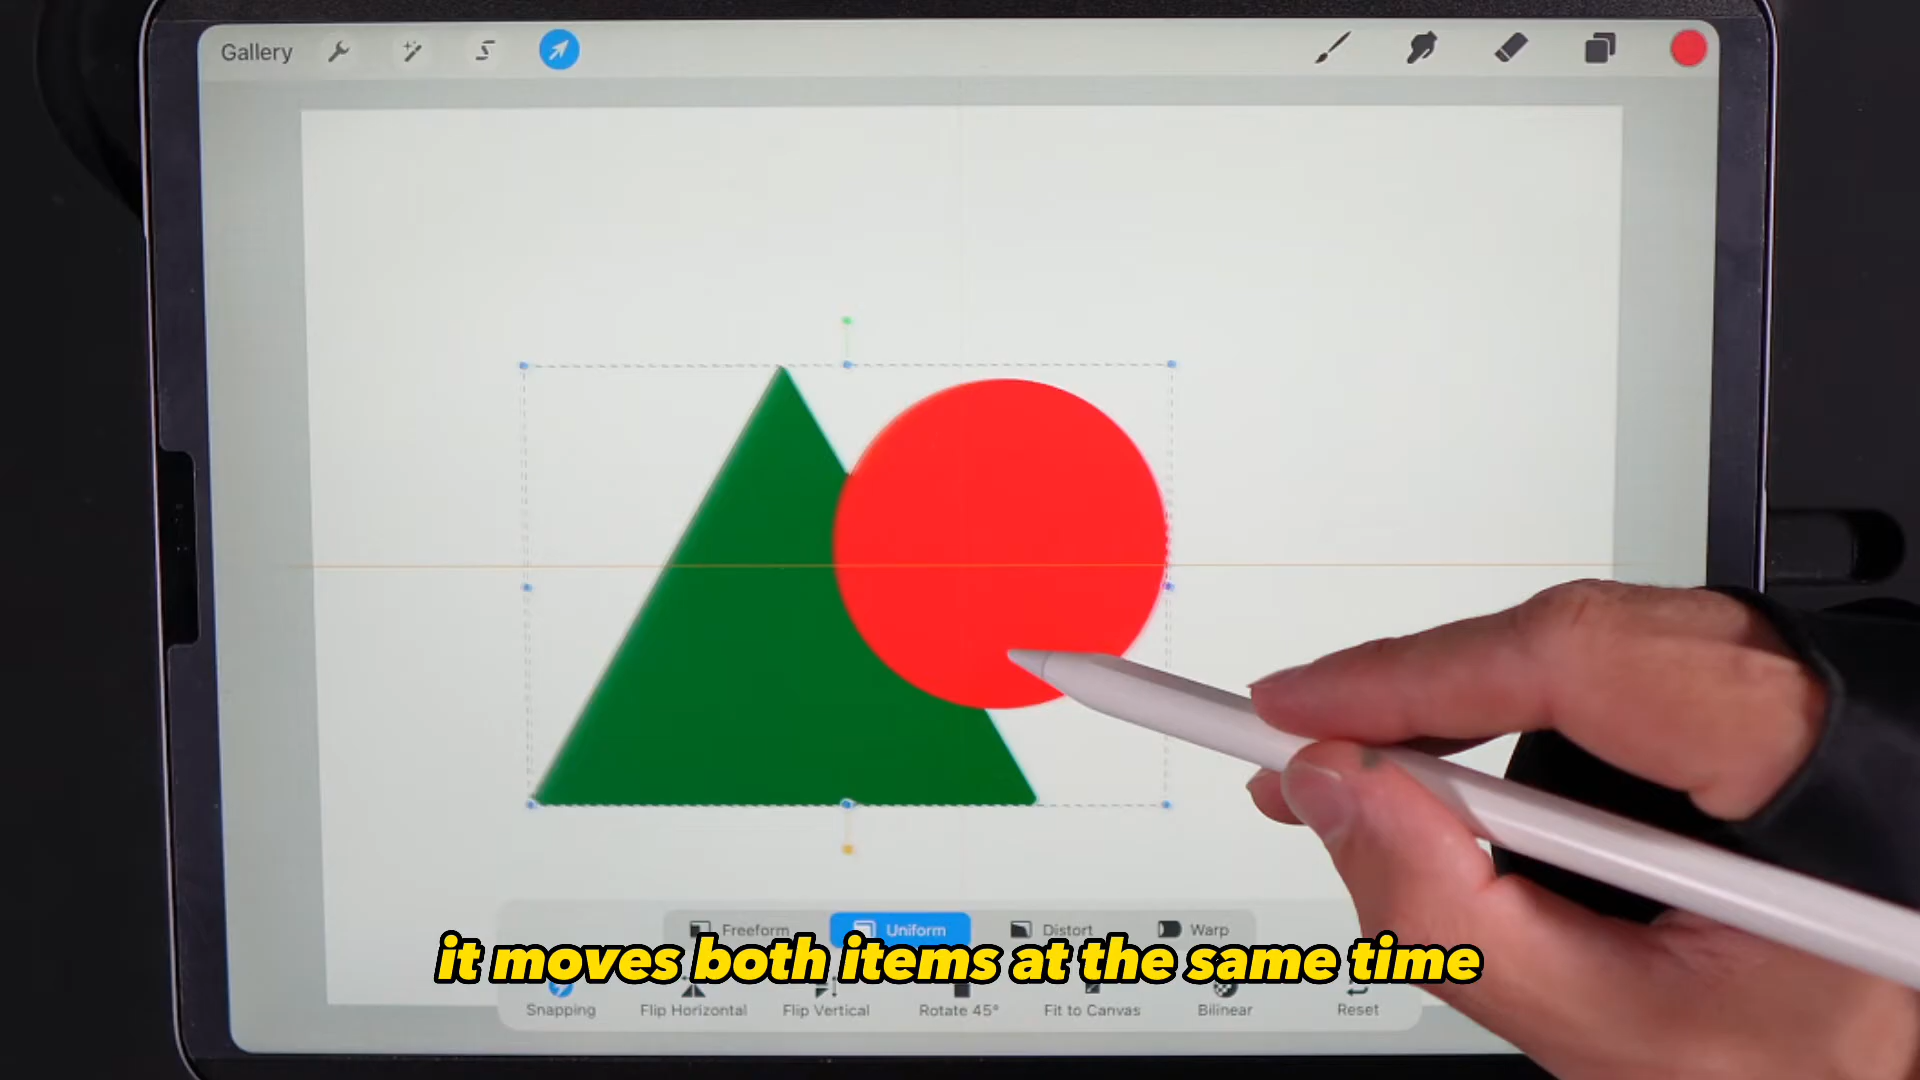 Gallery
Freeform Uniform Distort Warp
it moves both items at the same time
Snapping Flip Horizontal Flip Vertical Rotate 45° Fit to Canvas Bilinear Reset